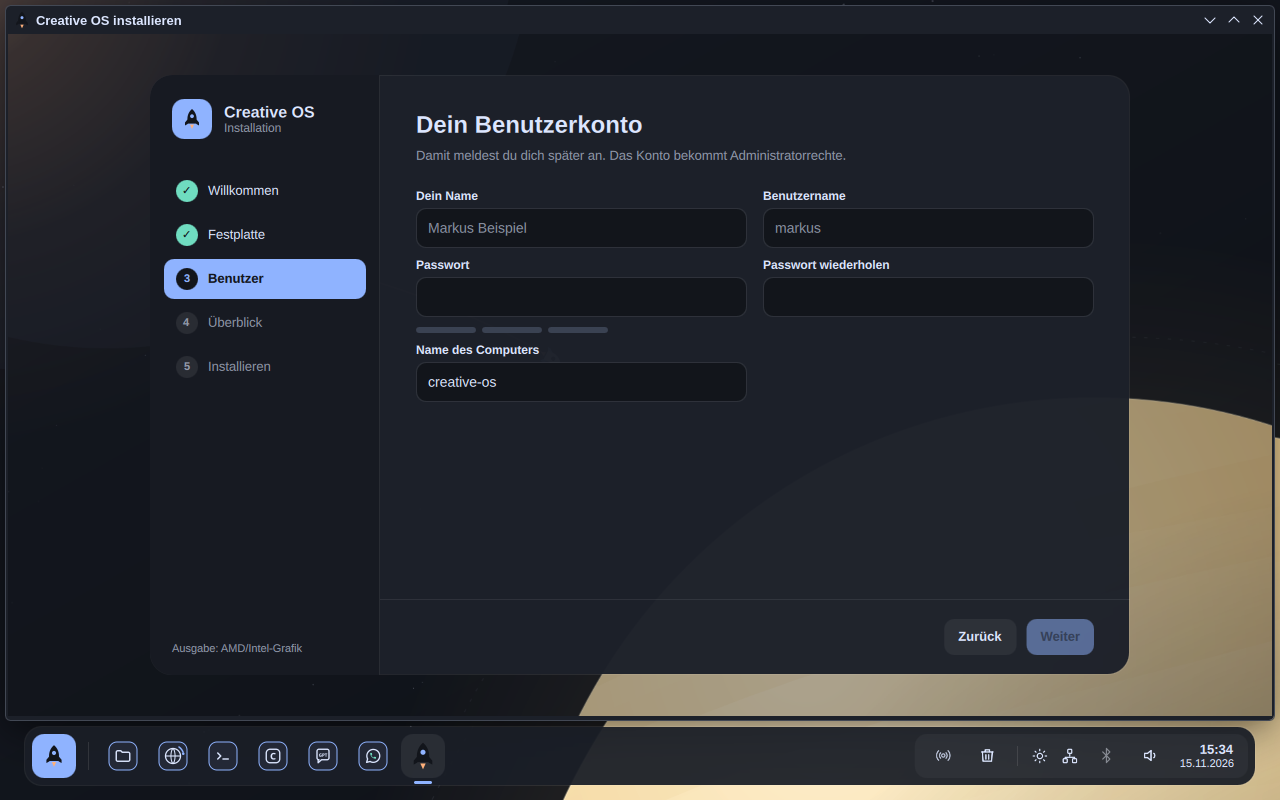 Creative OS installieren
Creative OS
Installation
✓ Willkommen
✓ Festplatte
3 Benutzer
4 Überblick
5 Installieren
Ausgabe: AMD/Intel-Grafik
Dein Benutzerkonto
Damit meldest du dich später an. Das Konto bekommt Administratorrechte.
Dein Name
Markus Beispiel
Benutzername
markus
Passwort
Passwort wiederholen
Name des Computers
creative-os
Zurück
Weiter
C
GPT
15:34
15.11.2026